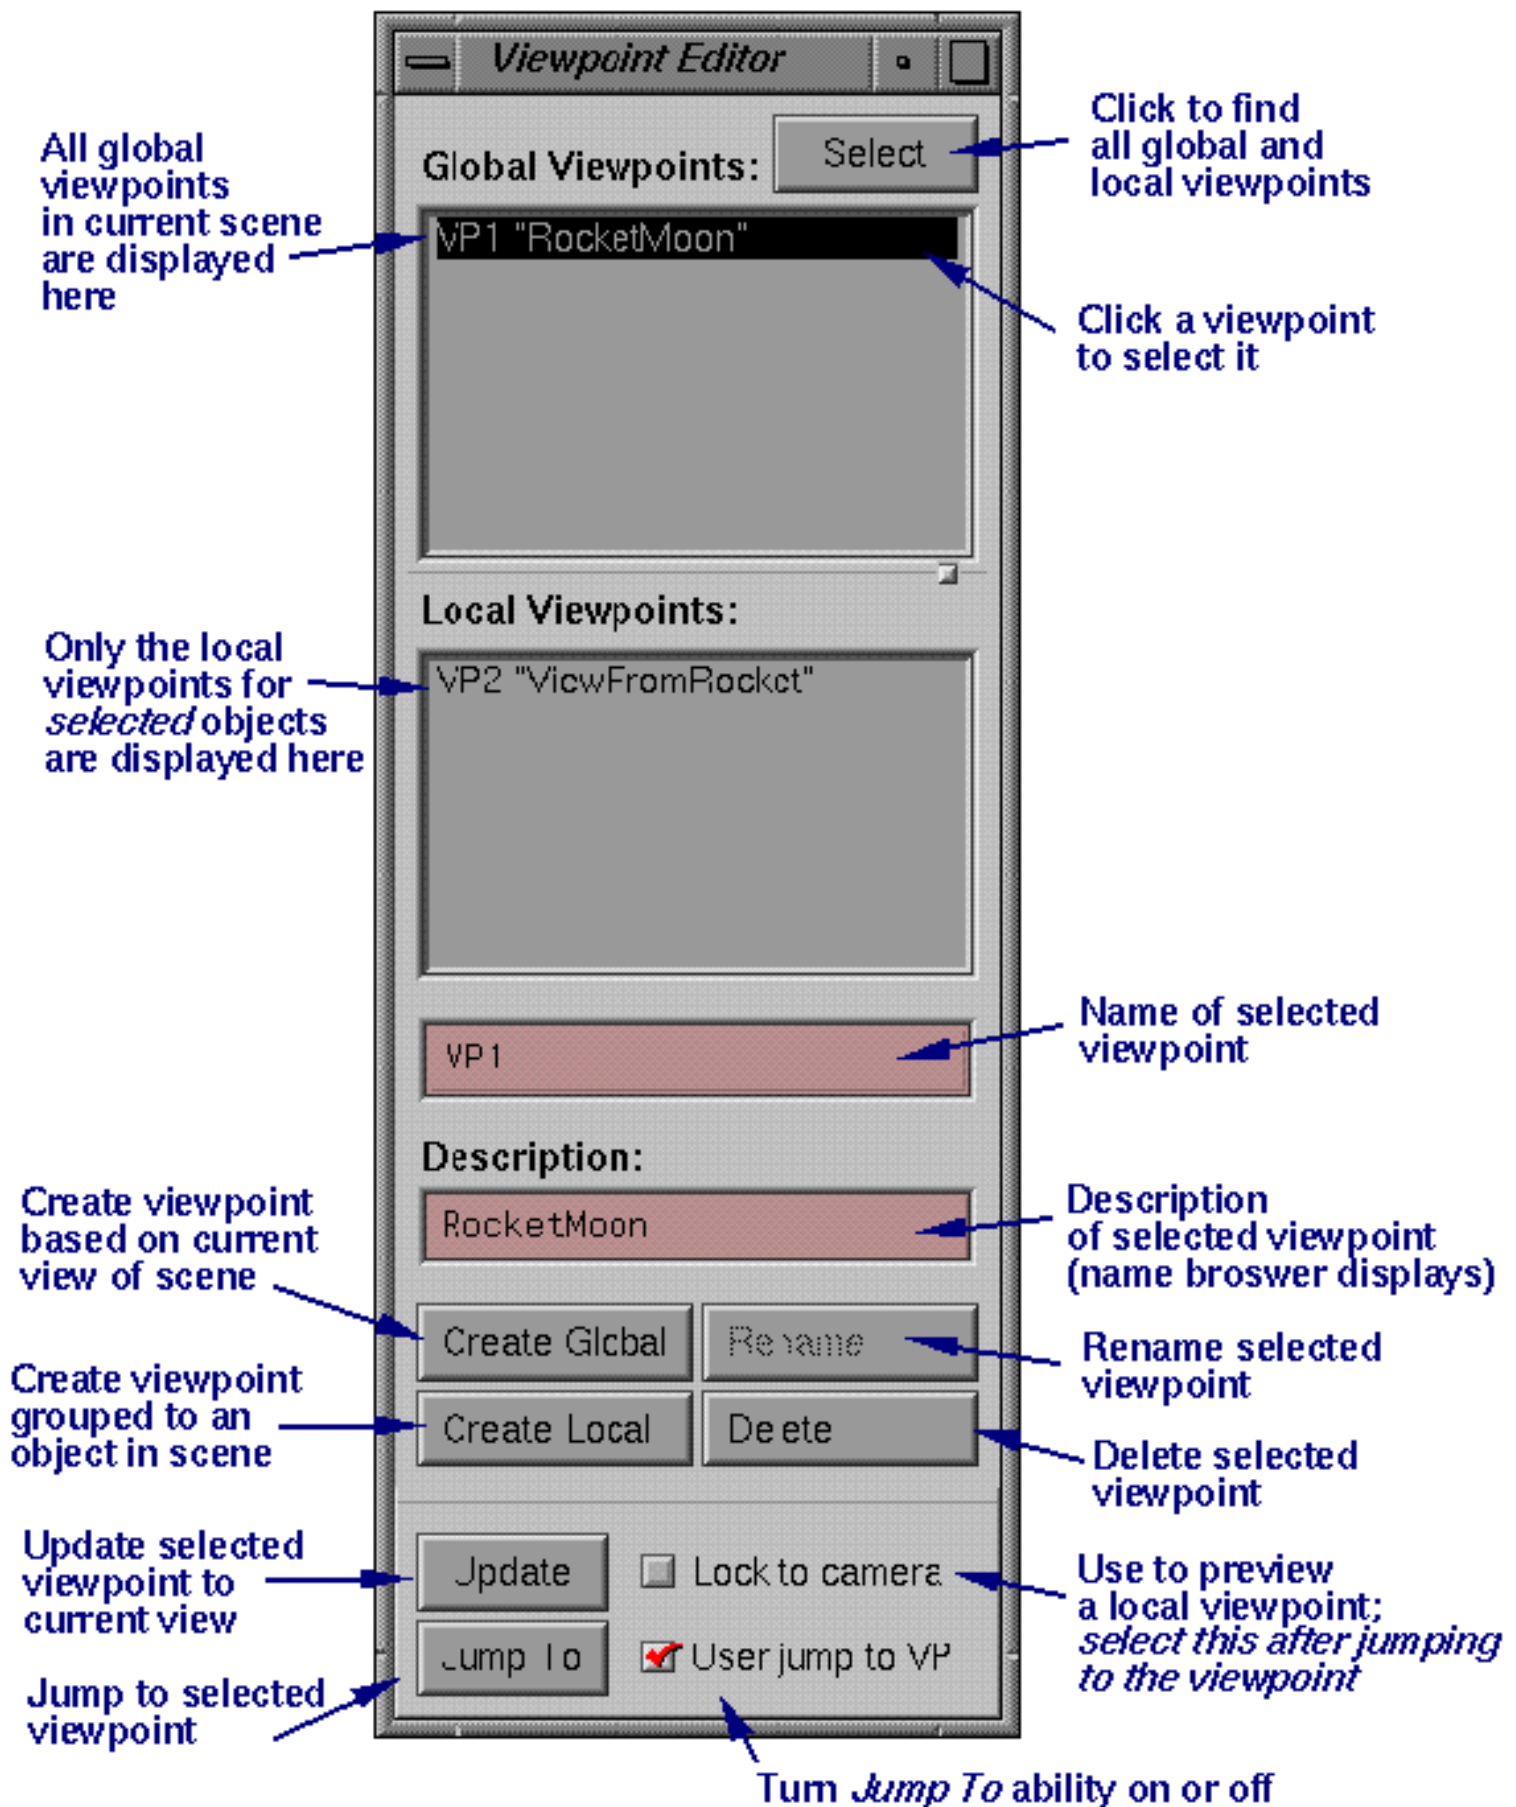 Viewpoint Editor
All global
viewpoints
in current scene
are displayed
here
Global Viewpoints:
Select
Click to find
all global and
local viewpoints
VP1 "RocketMoon"
Click a viewpoint
to select it
Local Viewpoints:
Only the local
viewpoints for
selected objects
are displayed here
VP2 "ViewFromRocket"
VP1
Name of selected
viewpoint
Description:
RocketMoon
Description
of selected viewpoint
(name broswer displays)
Create viewpoint
based on current
view of scene
Create Global
Rename
Rename selected
viewpoint
Create viewpoint
grouped to an
object in scene
Create Local
Delete
Delete selected
viewpoint
Update selected
viewpoint to
current view
Update
Lock to camera
Use to preview
a local viewpoint;
select this after jumping
to the viewpoint
Jump To
User jump to VP
Jump to selected
viewpoint
Turn Jump To ability on or off